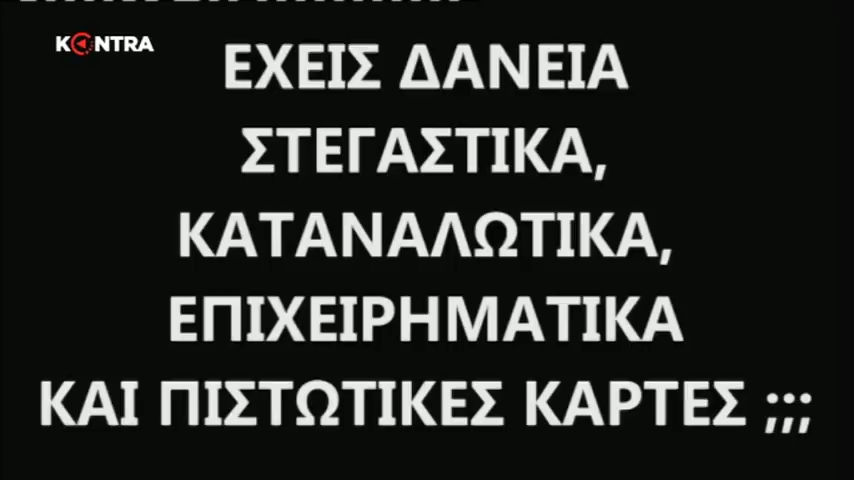 KONTRA
ΕΧΕΙΣ ΔΑΝΕΙΑ
ΣΤΕΓΑΣΤΙΚΑ,
ΚΑΤΑΝΑΛΩΤΙΚΑ,
ΕΠΙΧΕΙΡΗΜΑΤΙΚΑ
ΚΑΙ ΠΙΣΤΩΤΙΚΕΣ ΚΑΡΤΕΣ ;;;